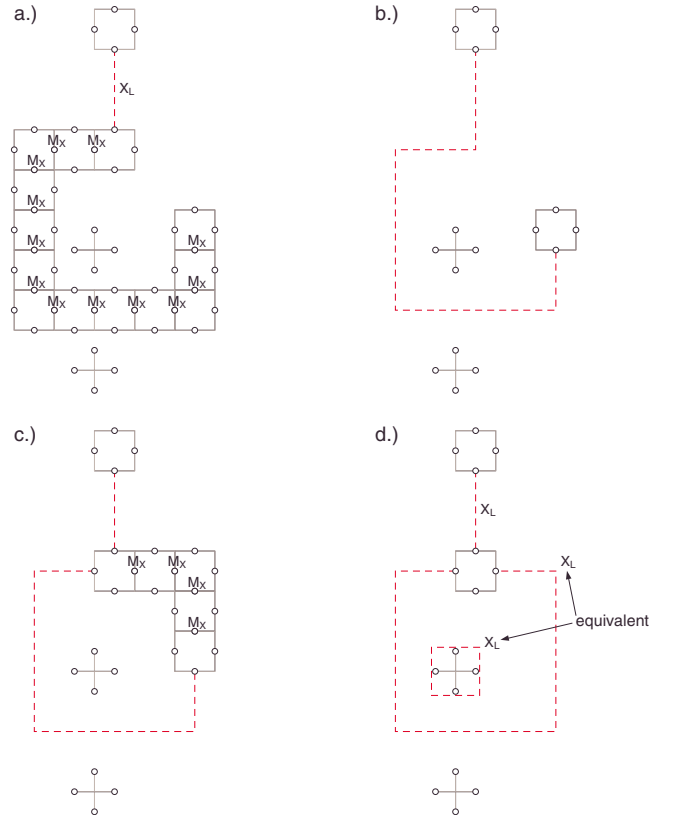 a.)
b.)
X_L
M_X M_X
M_X
M_X
M_X M_X
M_X M_X
M_X M_X M_X M_X
c.)
d.)
X_L
M_X M_X
X_L
M_X
equivalent
M_X
X_L